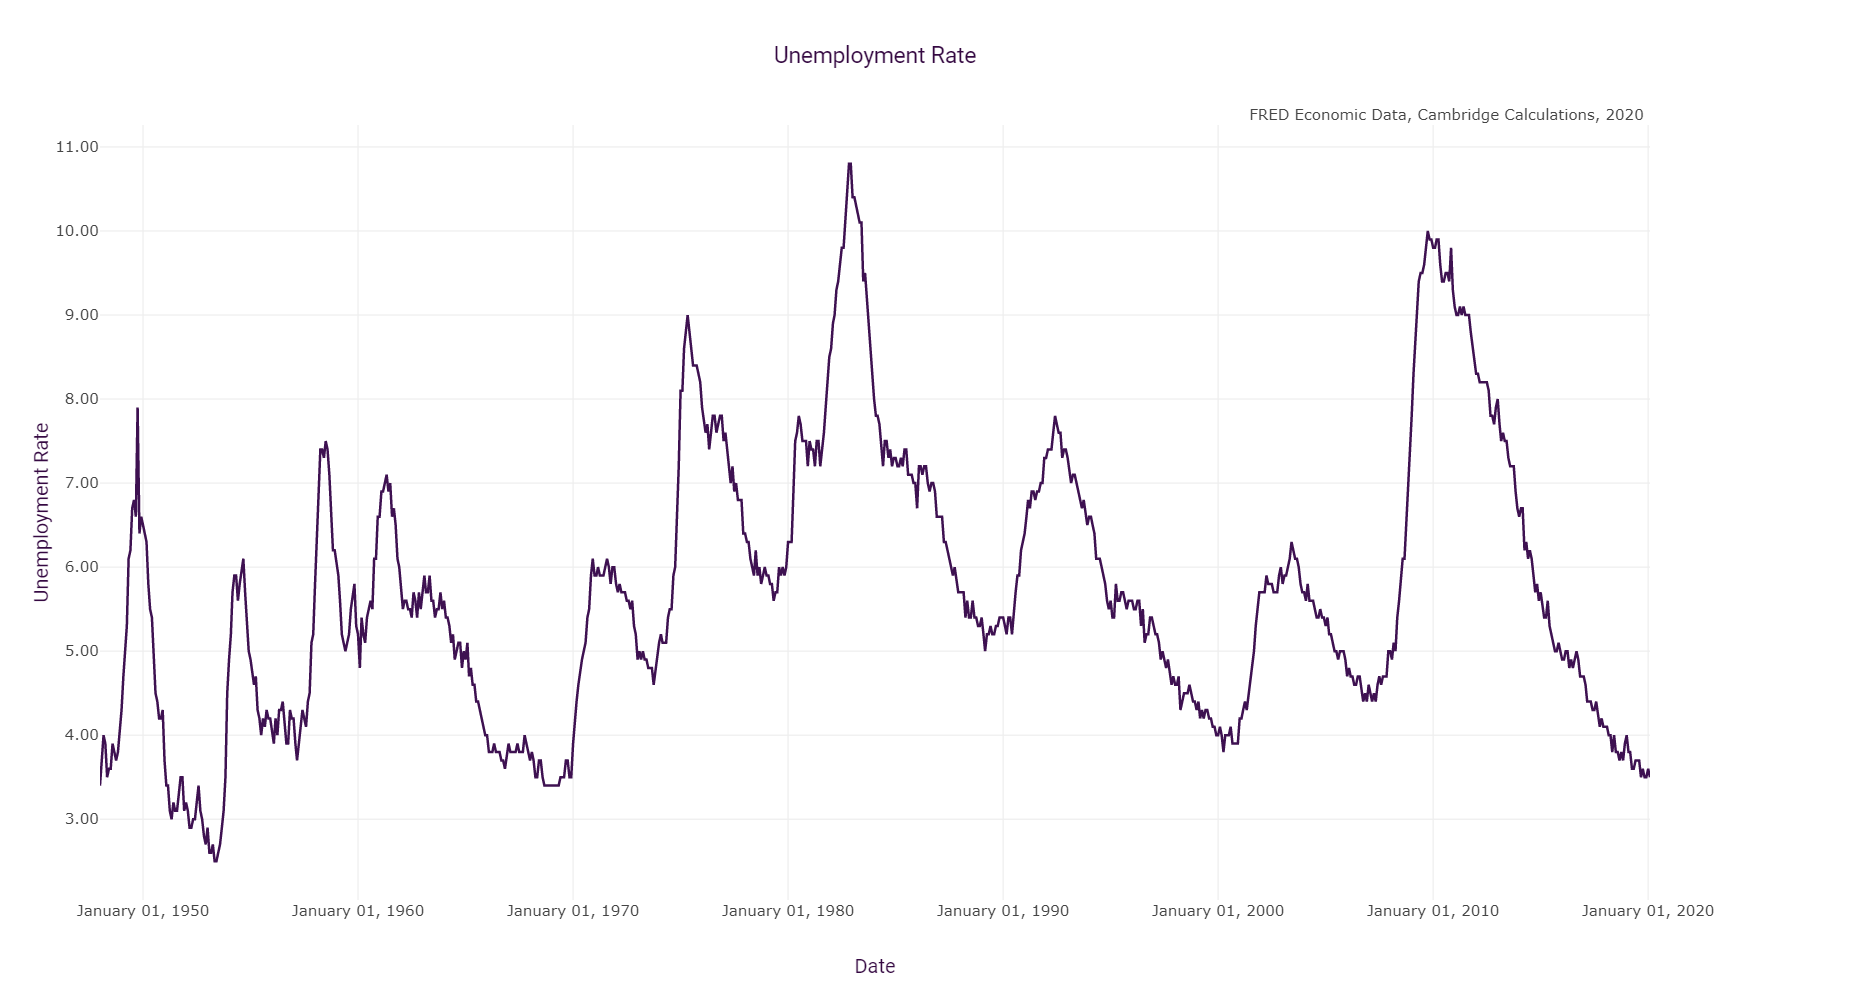 Unemployment Rate
FRED Economic Data, Cambridge Calculations, 2020
11.00
10.00
9.00
8.00
7.00
6.00
5.00
4.00
3.00
Unemployment Rate
January 01, 1950
January 01, 1960
January 01, 1970
January 01, 1980
January 01, 1990
January 01, 2000
January 01, 2010
January 01, 2020
Date